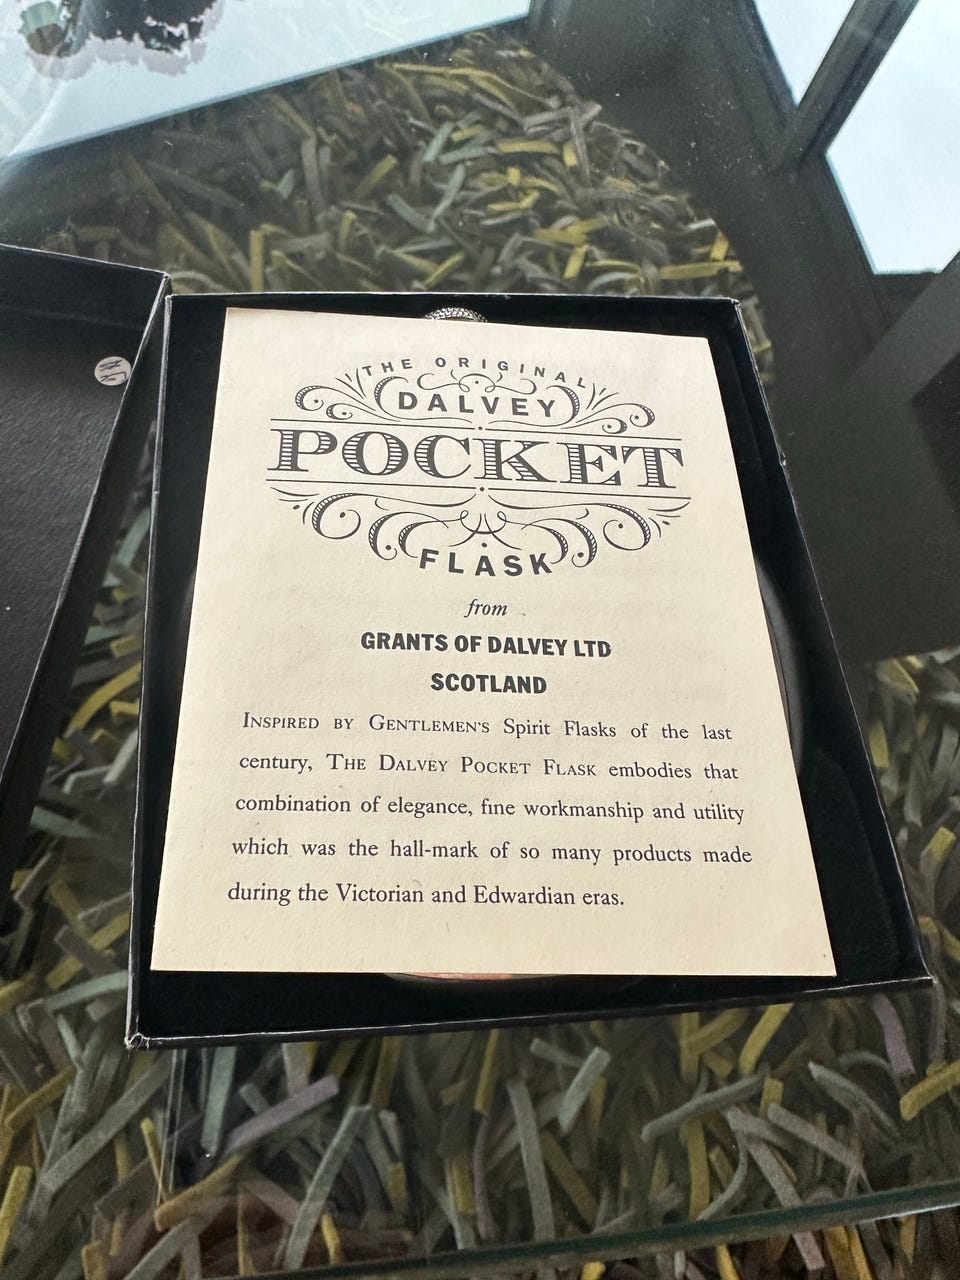 THE ORIGINAL
DALVEY
POCKET
FLASK
from
GRANTS OF DALVEY LTD
SCOTLAND
INSPIRED BY GENTLEMEN'S Spirit Flasks of the last
century, THE DALVEY POCKET FLASK embodies that
combination of elegance, fine workmanship and utility
which was the hall-mark of so many products made
during the Victorian and Edwardian eras.